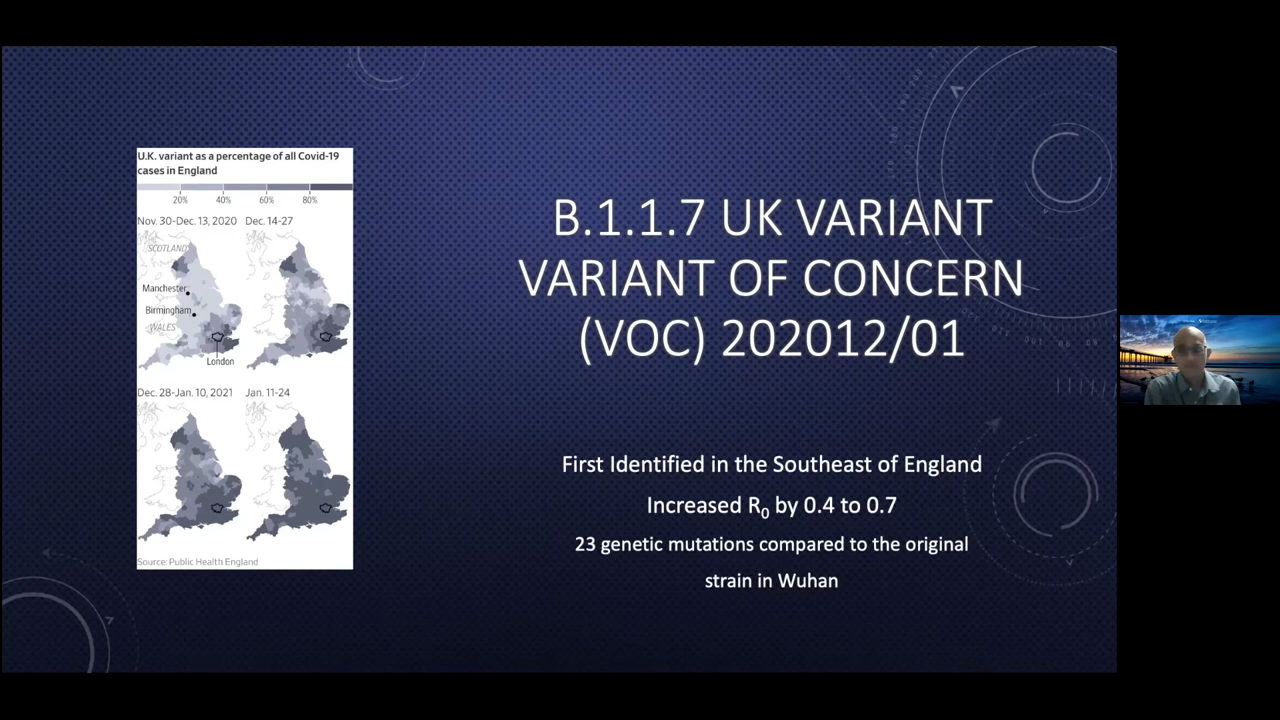 U.K. variant as a percentage of all Covid-19
cases in England
20% 40% 60% 80%
Nov. 30-Dec. 13, 2020 Dec. 14-27
SCOTLAND
Manchester
Birmingham
WALES
London
Dec. 28-Jan. 10, 2021 Jan. 11-24
Source: Public Health England
B.1.1.7 UK VARIANT
VARIANT OF CONCERN
(VOC) 202012/01
First Identified in the Southeast of England
Increased R₀ by 0.4 to 0.7
23 genetic mutations compared to the original
strain in Wuhan